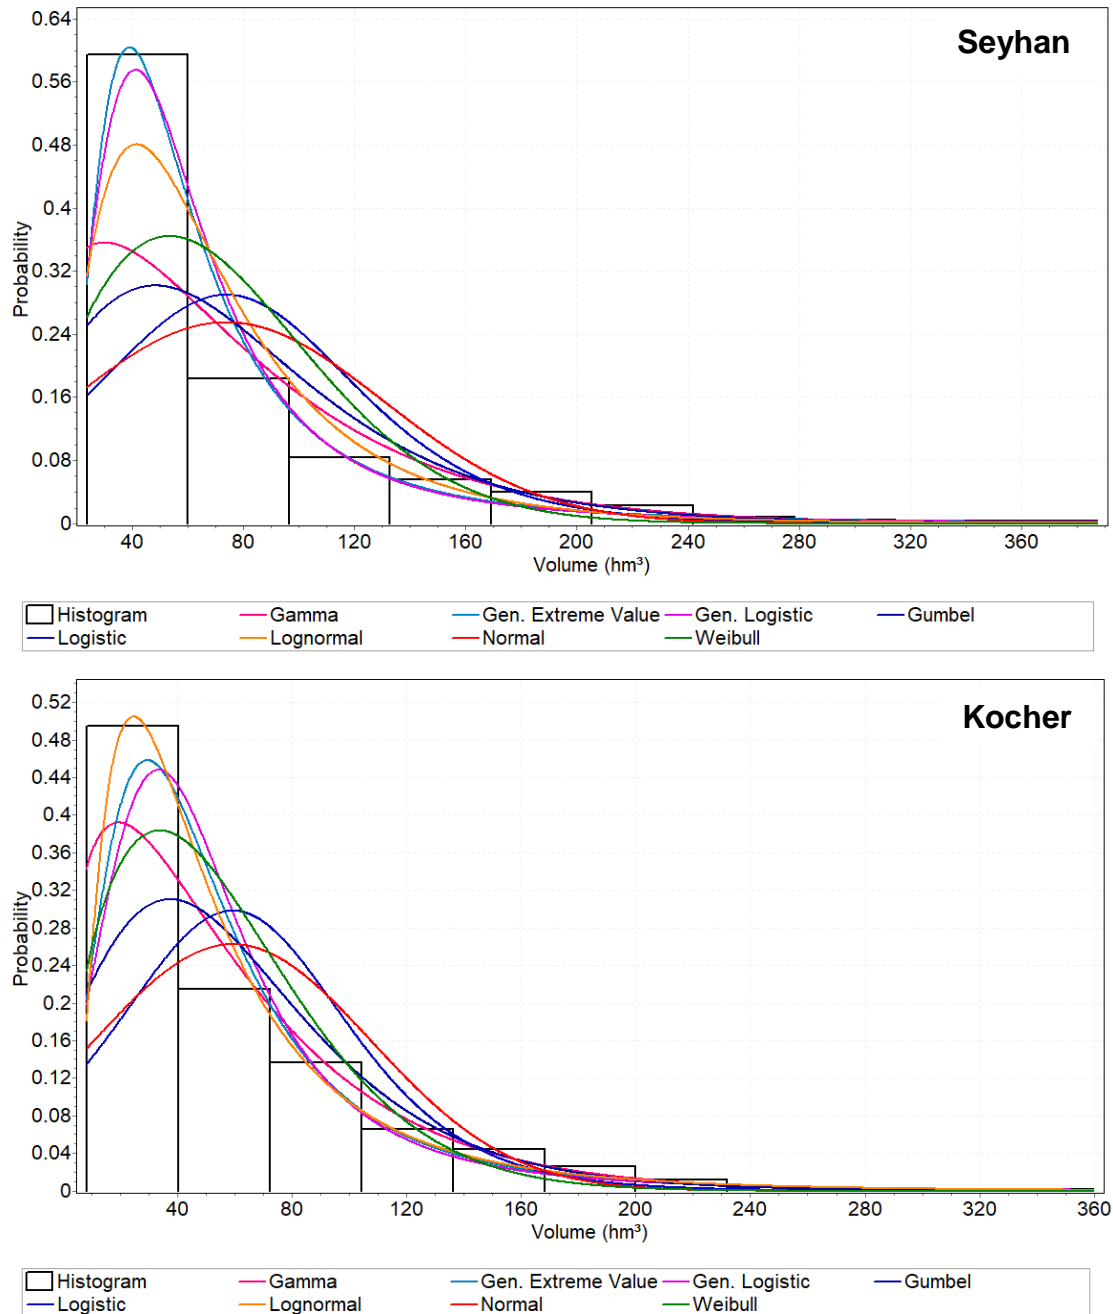 Seyhan
0.64
0.56
0.48
0.4
0.32
0.24
0.16
0.08
0
Probability
40 80 120 160 200 240 280 320 360
Volume (hm³)
Histogram Gamma Gen. Extreme Value Gen. Logistic Gumbel
Logistic Lognormal Normal Weibull
Kocher
0.52
0.48
0.44
0.4
0.36
0.32
0.28
0.24
0.2
0.16
0.12
0.08
0.04
0
Probability
40 80 120 160 200 240 280 320 360
Volume (hm³)
Histogram Gamma Gen. Extreme Value Gen. Logistic Gumbel
Logistic Lognormal Normal Weibull